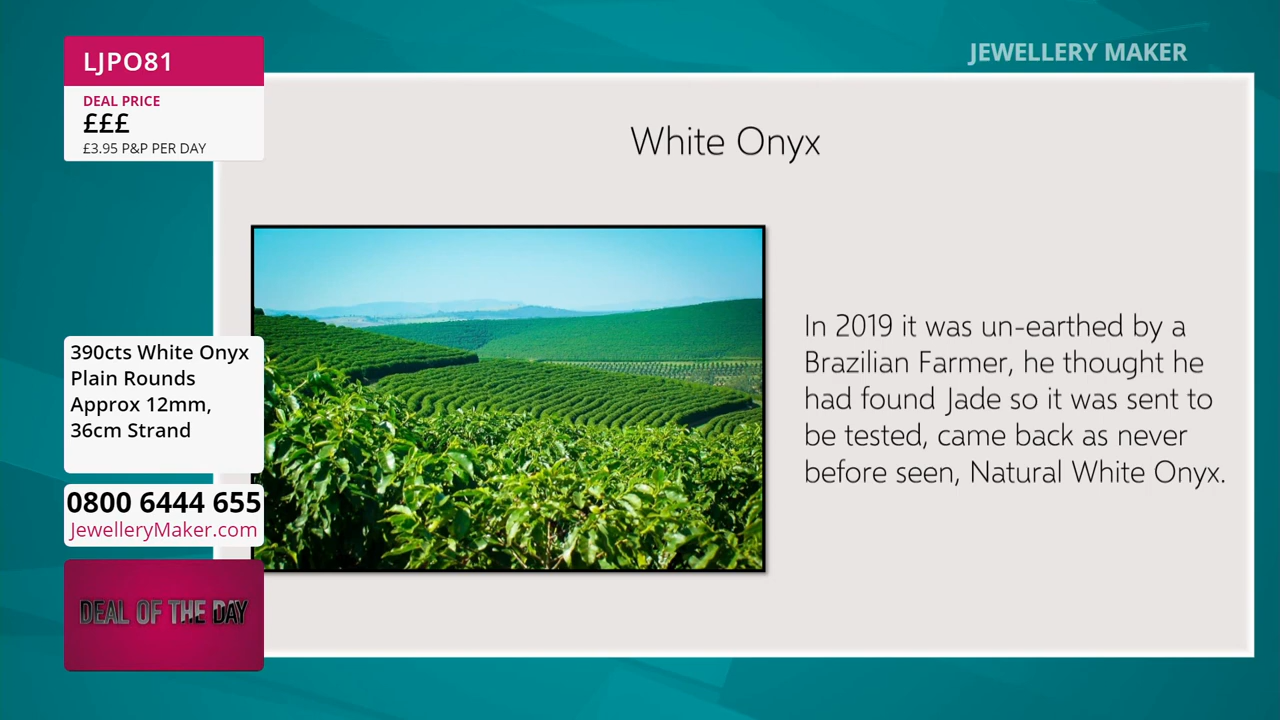 LJPO81
DEAL PRICE
£££
£3.95 P&P PER DAY
JEWELLERY MAKER
White Onyx
In 2019 it was un-earthed by a
Brazilian Farmer, he thought he
had found Jade so it was sent to
be tested, came back as never
before seen, Natural White Onyx.
390cts White Onyx
Plain Rounds
Approx 12mm,
36cm Strand
0800 6444 655
JewelleryMaker.com
DEAL OF THE DAY